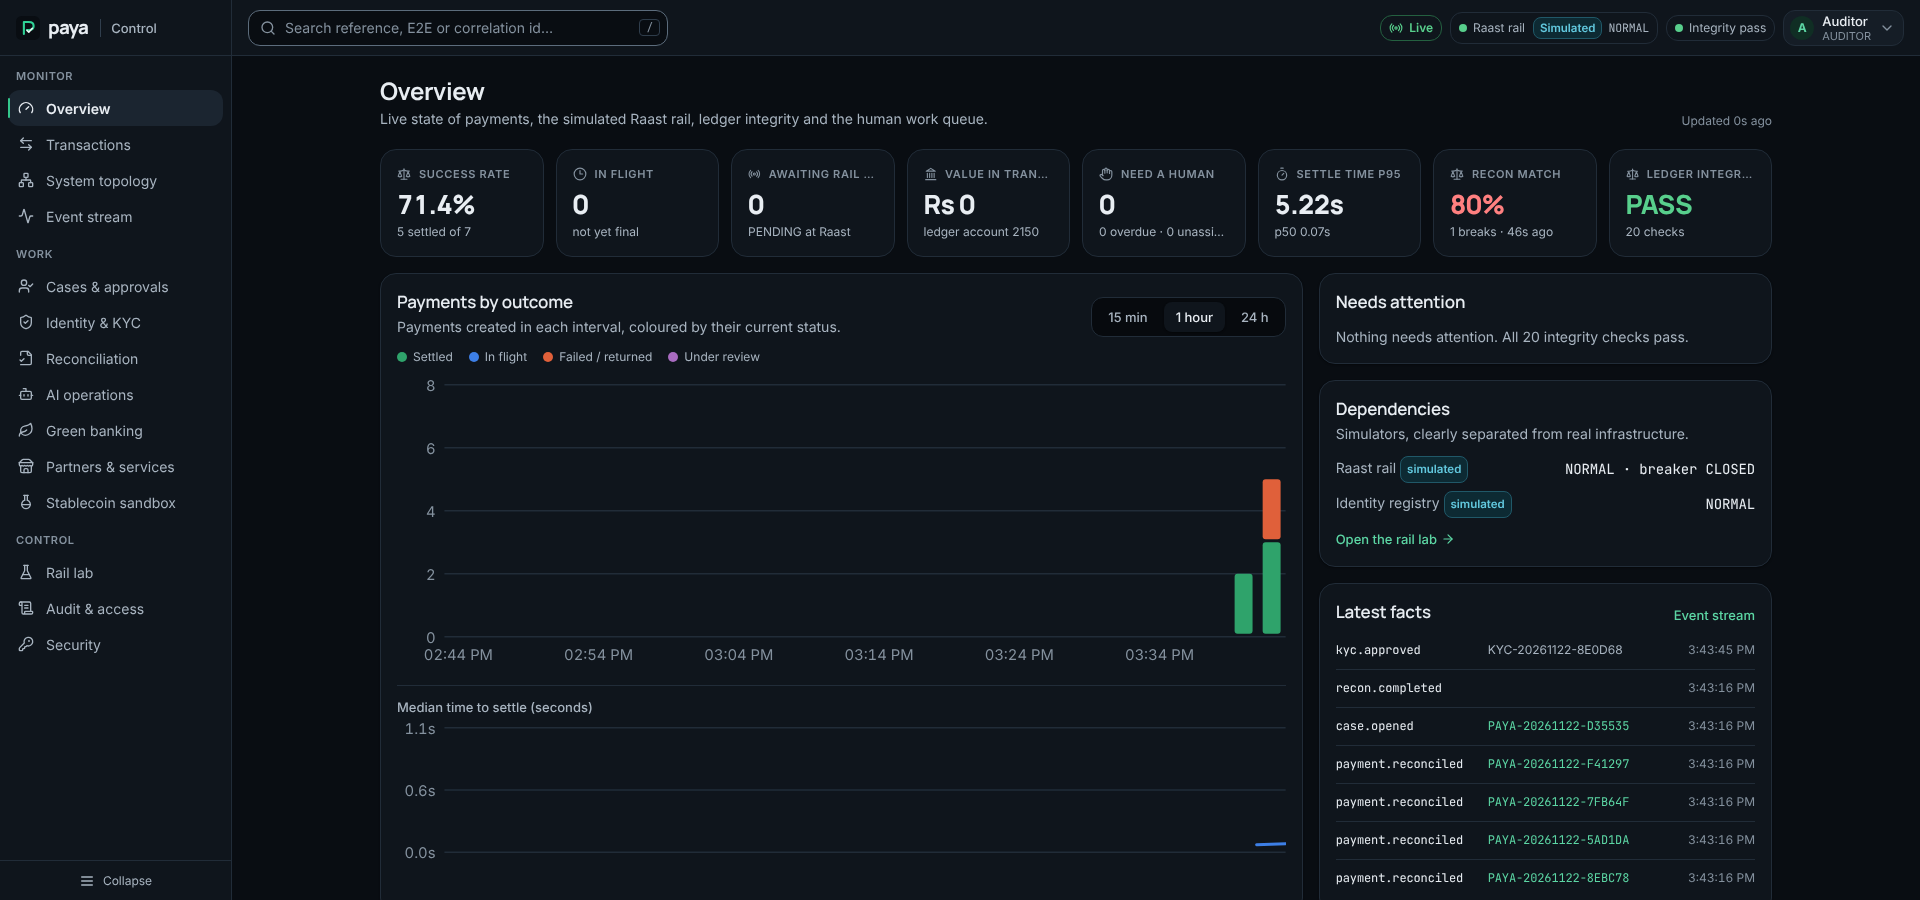 paya Control
Search reference, E2E or correlation id... /
Live
Raast rail Simulated NORMAL
Integrity pass
A Auditor
AUDITOR
MONITOR
Overview
Transactions
System topology
Event stream
WORK
Cases & approvals
Identity & KYC
Reconciliation
AI operations
Green banking
Partners & services
Stablecoin sandbox
CONTROL
Rail lab
Audit & access
Security
Collapse
Overview
Live state of payments, the simulated Raast rail, ledger integrity and the human work queue.
Updated 0s ago
SUCCESS RATE
71.4%
5 settled of 7
IN FLIGHT
0
not yet final
AWAITING RAIL ...
0
PENDING at Raast
VALUE IN TRAN...
Rs 0
ledger account 2150
NEED A HUMAN
0
0 overdue · 0 unassi...
SETTLE TIME P95
5.22s
p50 0.07s
RECON MATCH
80%
1 breaks · 46s ago
LEDGER INTEGR...
PASS
20 checks
Payments by outcome
Payments created in each interval, coloured by their current status.
15 min 1 hour 24 h
Settled In flight Failed / returned Under review
8
6
4
2
0
02:44 PM 02:54 PM 03:04 PM 03:14 PM 03:24 PM 03:34 PM
Median time to settle (seconds)
1.1s
0.6s
0.0s
Needs attention
Nothing needs attention. All 20 integrity checks pass.
Dependencies
Simulators, clearly separated from real infrastructure.
Raast rail simulated NORMAL · breaker CLOSED
Identity registry simulated NORMAL
Open the rail lab →
Latest facts Event stream
kyc.approved KYC-20261122-8E0D68 3:43:45 PM
recon.completed 3:43:16 PM
case.opened PAYA-20261122-D35535 3:43:16 PM
payment.reconciled PAYA-20261122-F41297 3:43:16 PM
payment.reconciled PAYA-20261122-7FB64F 3:43:16 PM
payment.reconciled PAYA-20261122-5AD1DA 3:43:16 PM
payment.reconciled PAYA-20261122-8EBC78 3:43:16 PM